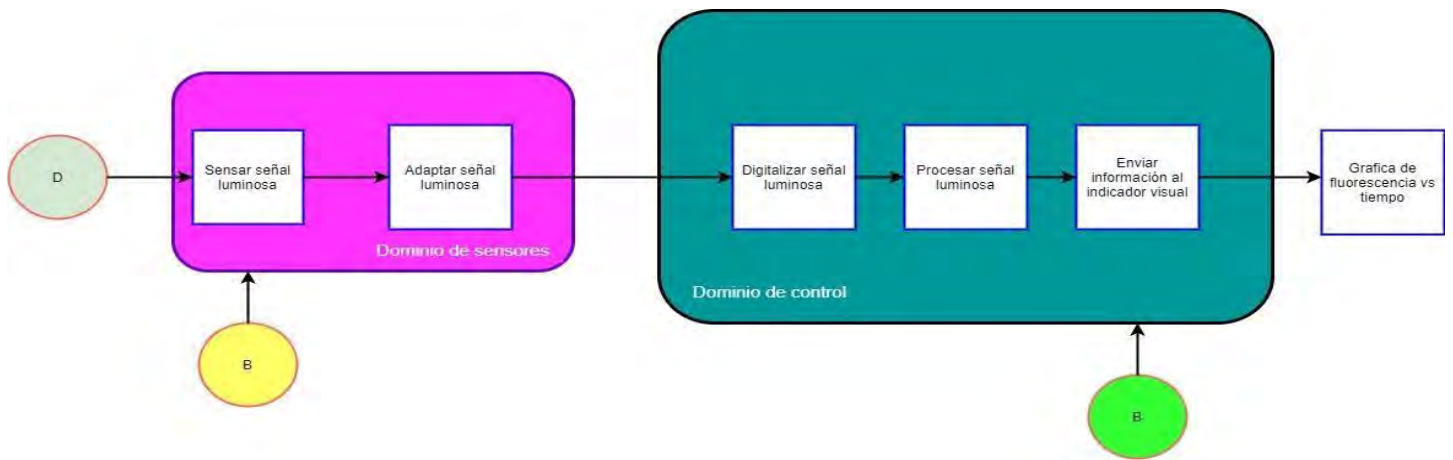 D
Sensar señal
luminosa
Adaptar señal
luminosa
Dominio de sensores
B
Digitalizar señal
luminosa
Procesar señal
luminosa
Enviar
información al
indicador visual
Dominio de control
B
Grafica de
fluorescencia vs
tiempo